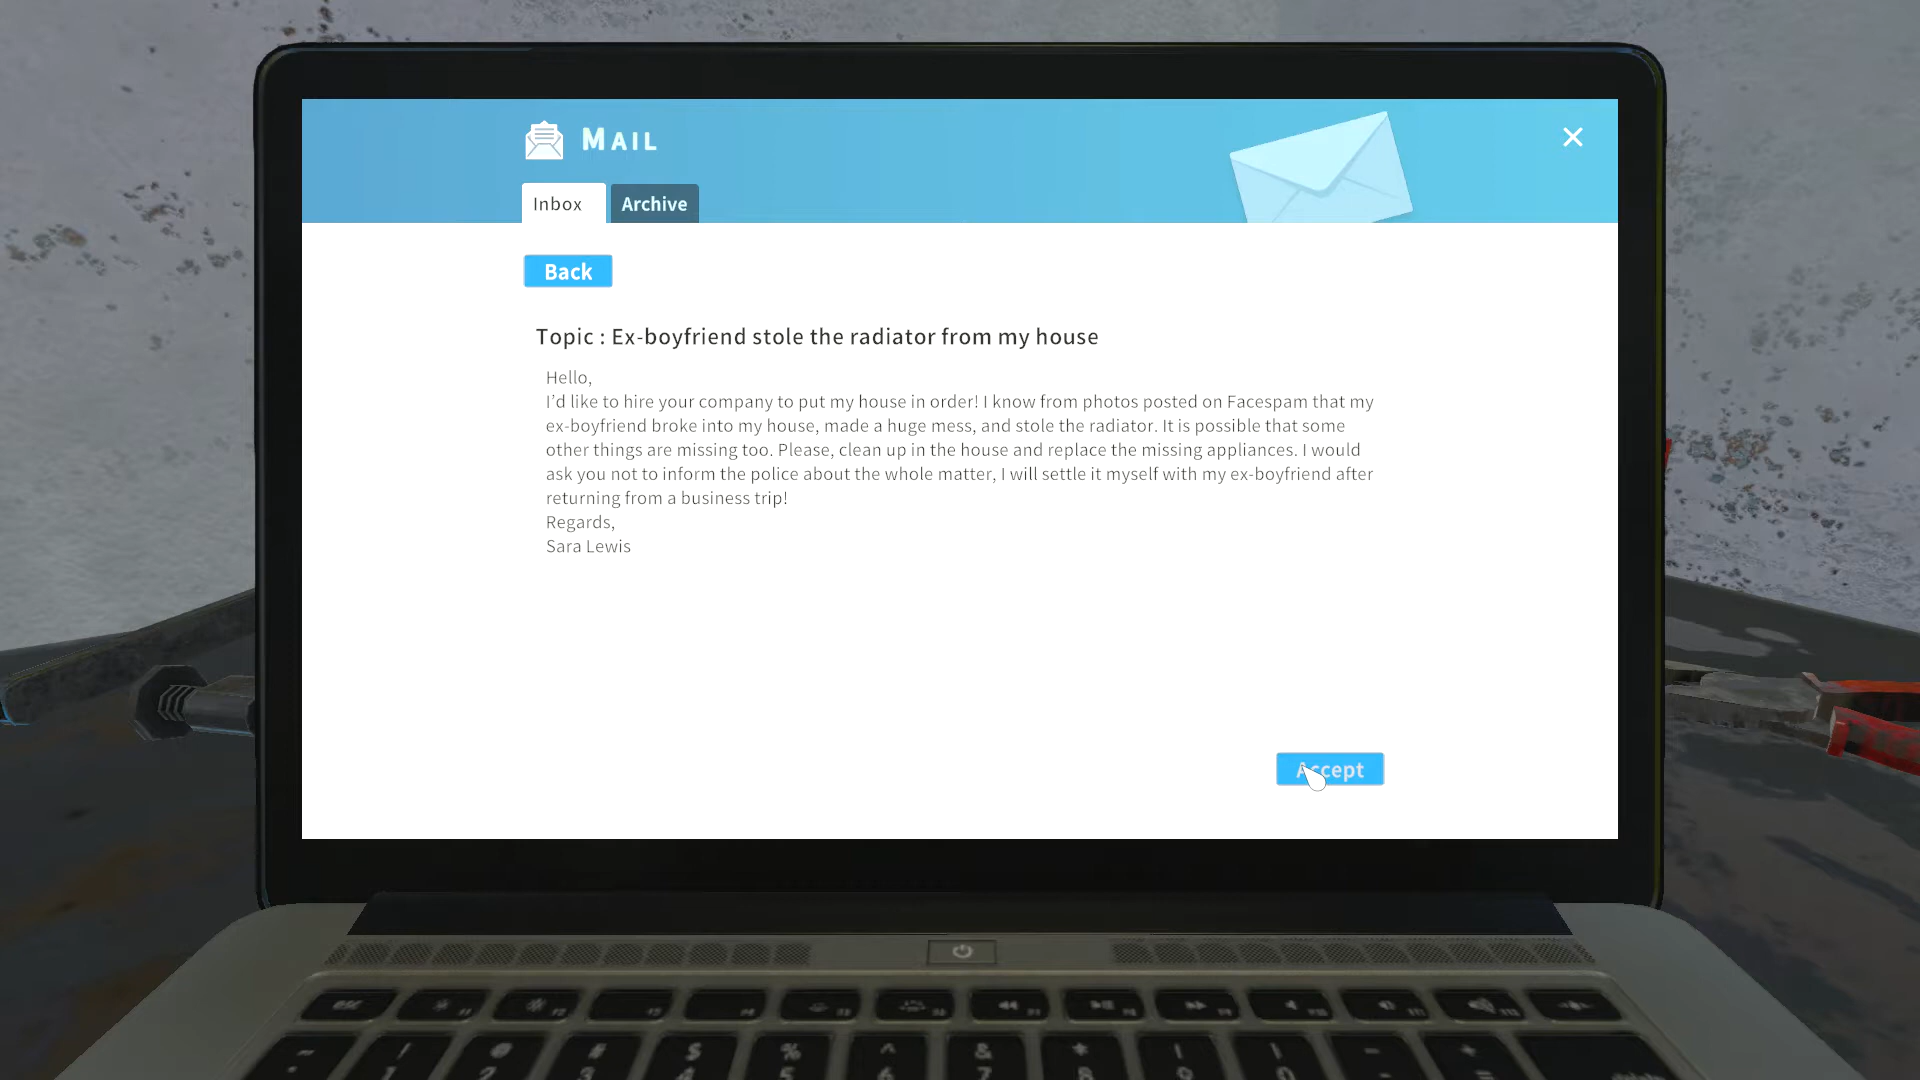 MAIL
Inbox
Archive
Back
Topic : Ex-boyfriend stole the radiator from my house
Hello,
I'd like to hire your company to put my house in order! I know from photos posted on Facespam that my
ex-boyfriend broke into my house, made a huge mess, and stole the radiator. It is possible that some
other things are missing too. Please, clean up in the house and replace the missing appliances. I would
ask you not to inform the police about the whole matter, I will settle it myself with my ex-boyfriend after
returning from a business trip!
Regards,
Sara Lewis
Accept
esc